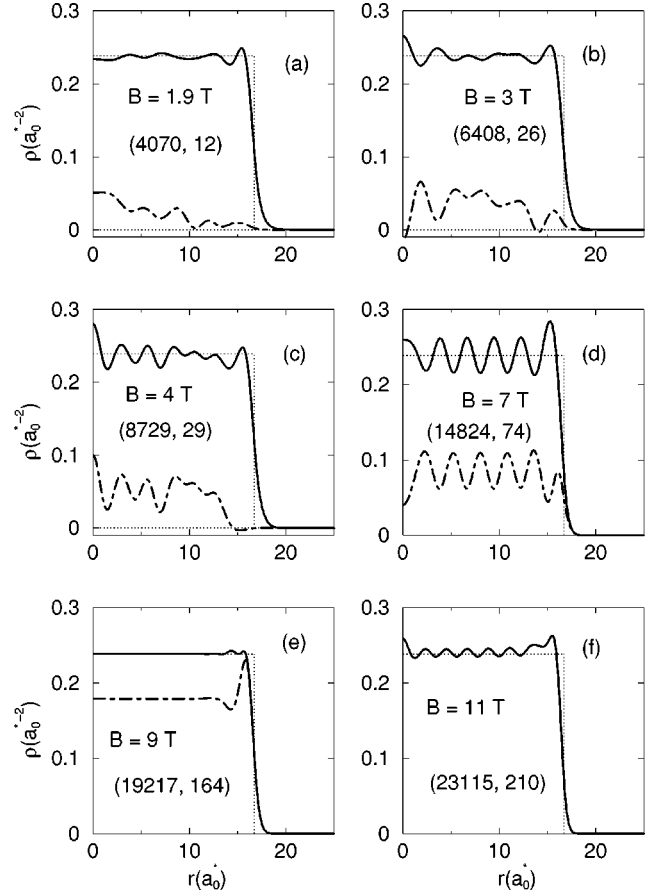 0.3
0.2
0.1
0
ρ(a₀*⁻²)
0 10 20
(a)
B = 1.9 T
(4070, 12)
0.3
0.2
0.1
0
0 10 20
(b)
B = 3 T
(6408, 26)
0.3
0.2
0.1
0
ρ(a₀*⁻²)
0 10 20
(c)
B = 4 T
(8729, 29)
0.3
0.2
0.1
0
0 10 20
(d)
B = 7 T
(14824, 74)
0.3
0.2
0.1
0
ρ(a₀*⁻²)
0 10 20
r(a₀*)
(e)
B = 9 T
(19217, 164)
0.3
0.2
0.1
0
0 10 20
r(a₀*)
(f)
B = 11 T
(23115, 210)